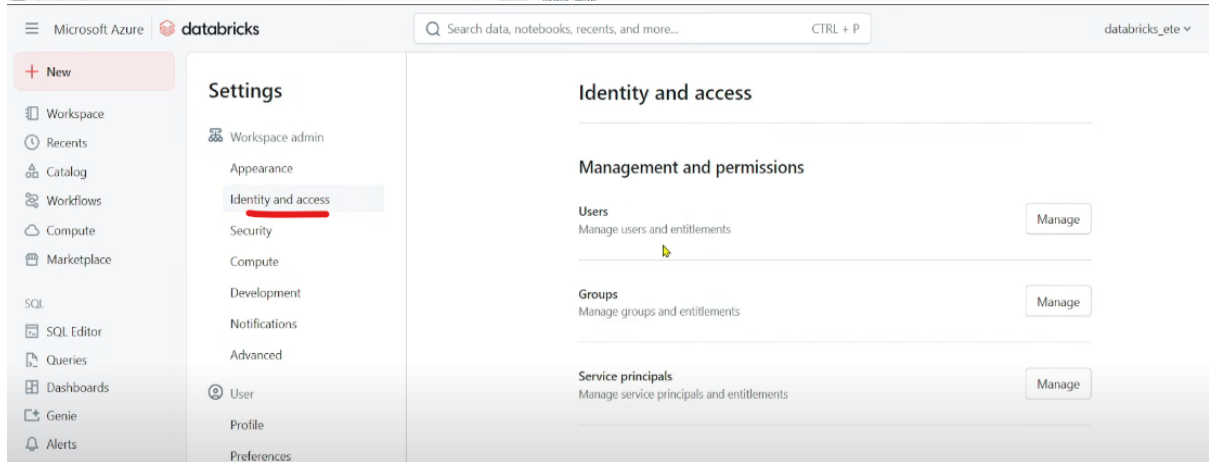 Microsoft Azure databricks
Search data, notebooks, recents, and more... CTRL + P
databricks_ete
New
Workspace
Recents
Catalog
Workflows
Compute
Marketplace
SQL
SQL Editor
Queries
Dashboards
Genie
Alerts
Settings
Workspace admin
Appearance
Identity and access
Security
Compute
Development
Notifications
Advanced
User
Profile
Preferences
Identity and access
Management and permissions
Users
Manage users and entitlements
Manage
Groups
Manage groups and entitlements
Manage
Service principals
Manage service principals and entitlements
Manage